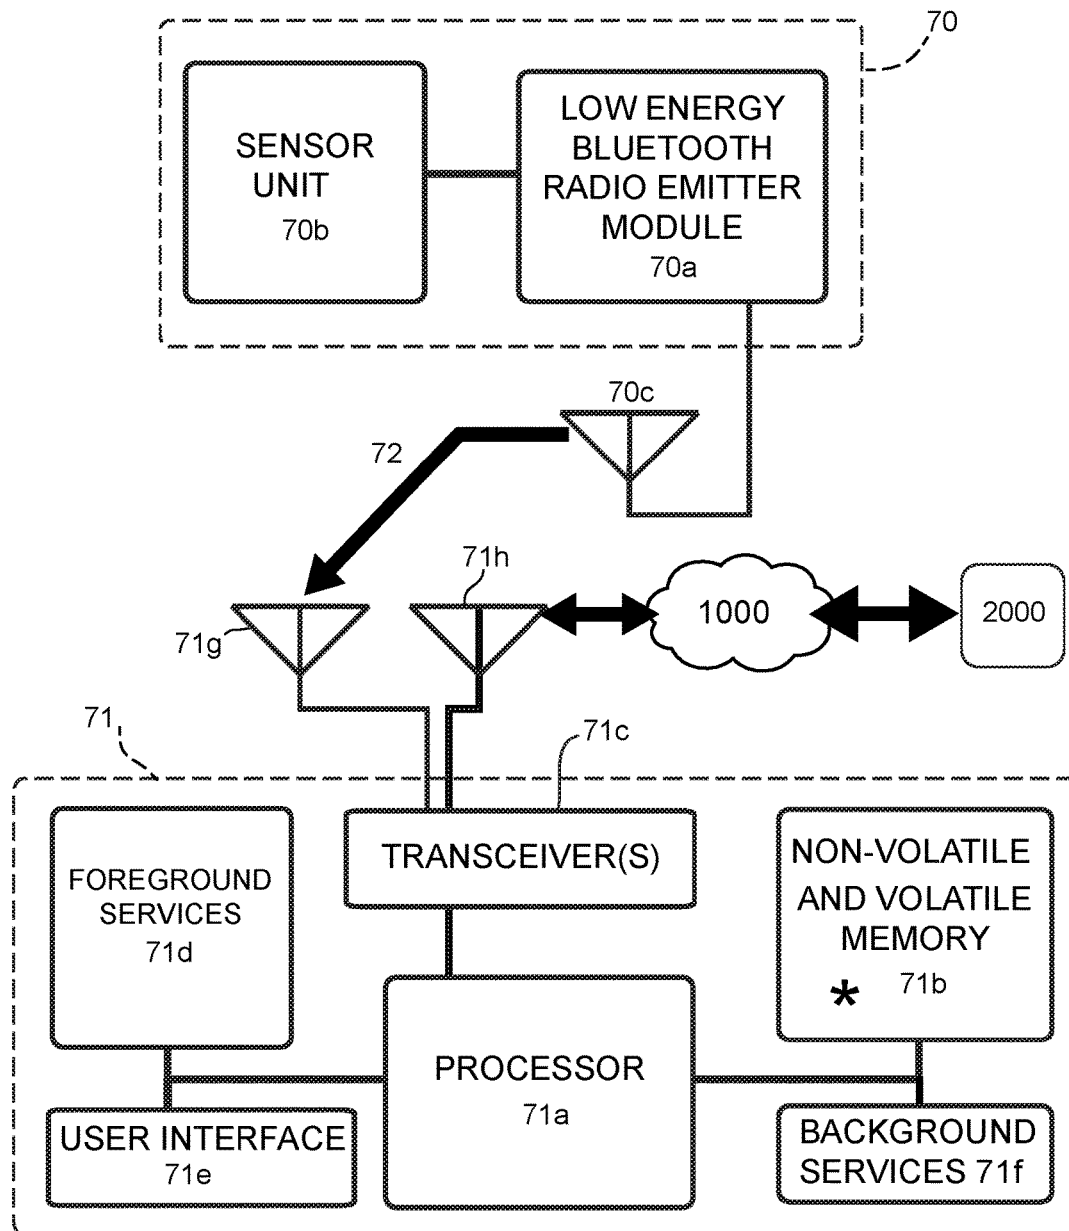 70
SENSOR
UNIT
70b
LOW ENERGY
BLUETOOTH
RADIO EMITTER
MODULE
70a
70c
72
71g
71h
1000
2000
71
71c
FOREGROUND
SERVICES
71d
TRANSCEIVER(S)
NON-VOLATILE
AND VOLATILE
MEMORY
* 71b
PROCESSOR
71a
USER INTERFACE
71e
BACKGROUND
SERVICES 71f